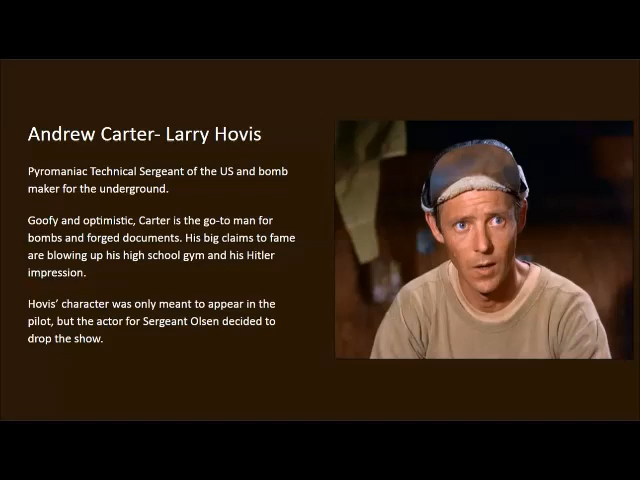 Andrew Carter- Larry Hovis
Pyromaniac Technical Sergeant of the US and bomb
maker for the underground.
Goofy and optimistic, Carter is the go-to man for
bombs and forged documents. His big claims to fame
are blowing up his high school gym and his Hitler
impression.
Hovis' character was only meant to appear in the
pilot, but the actor for Sergeant Olsen decided to
drop the show.